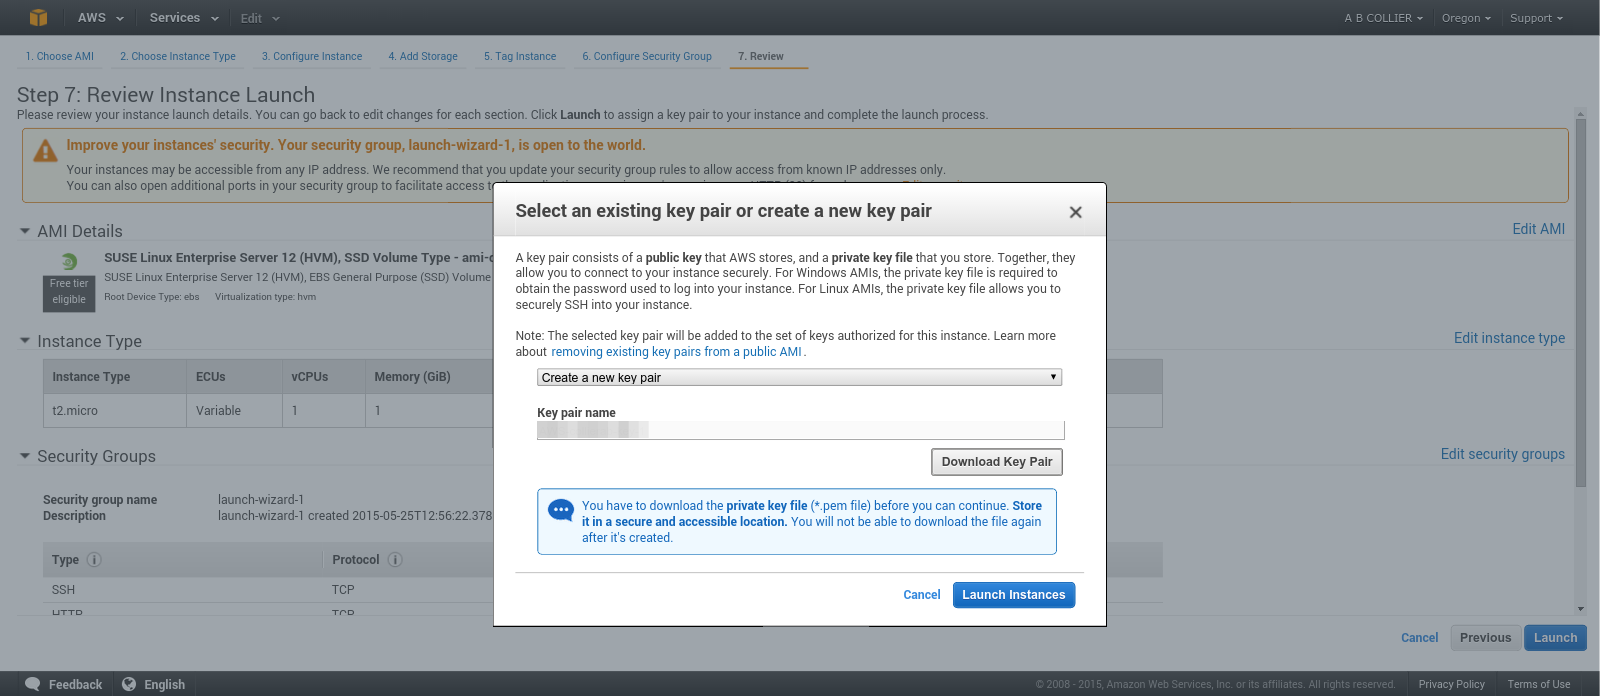 AWS Services Edit A B COLLIER Oregon Support
1. Choose AMI 2. Choose Instance Type 3. Configure Instance 4. Add Storage 5. Tag Instance 6. Configure Security Group 7. Review
Step 7: Review Instance Launch
Please review your instance launch details. You can go back to edit changes for each section. Click Launch to assign a key pair to your instance and complete the launch process.
Improve your instances' security. Your security group, launch-wizard-1, is open to the world.
Your instances may be accessible from any IP address. We recommend that you update your security group rules to allow access from known IP addresses only.
You can also open additional ports in your security group to facilitate access to
AMI Details Edit AMI
SUSE Linux Enterprise Server 12 (HVM), SSD Volume Type - ami-c
SUSE Linux Enterprise Server 12 (HVM), EBS General Purpose (SSD) Volume
Free tier
eligible
Root Device Type: ebs Virtualization type: hvm
Instance Type Edit instance type
Instance Type ECUs vCPUs Memory (GiB)
t2.micro Variable 1 1
Security Groups Edit security groups
Security group name launch-wizard-1
Description launch-wizard-1 created 2015-05-25T12:56:22.378
Type Protocol
SSH TCP
HTTP TCP
Select an existing key pair or create a new key pair
A key pair consists of a public key that AWS stores, and a private key file that you store. Together, they
allow you to connect to your instance securely. For Windows AMIs, the private key file is required to
obtain the password used to log into your instance. For Linux AMIs, the private key file allows you to
securely SSH into your instance.
Note: The selected key pair will be added to the set of keys authorized for this instance. Learn more
about removing existing key pairs from a public AMI.
Create a new key pair
Key pair name
Download Key Pair
You have to download the private key file (*.pem file) before you can continue. Store
it in a secure and accessible location. You will not be able to download the file again
after it's created.
Cancel Launch Instances
Cancel Previous Launch
Feedback English © 2008 - 2015, Amazon Web Services, Inc. or its affiliates. All rights reserved. Privacy Policy Terms of Use